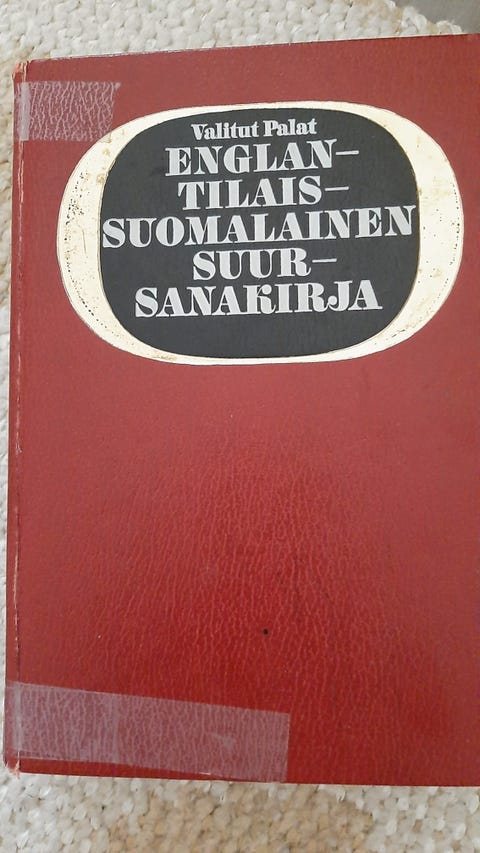 Valitut Palat
ENGLAN–
TILAIS–
SUOMALAINEN
SUUR–
SANAKIRJA